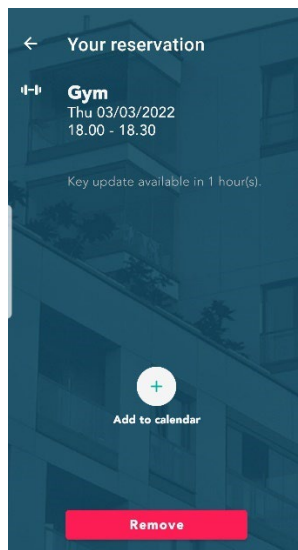 Your reservation
Gym
Thu 03/03/2022
18.00 - 18.30
Key update available in 1 hour(s).
Add to calendar
Remove